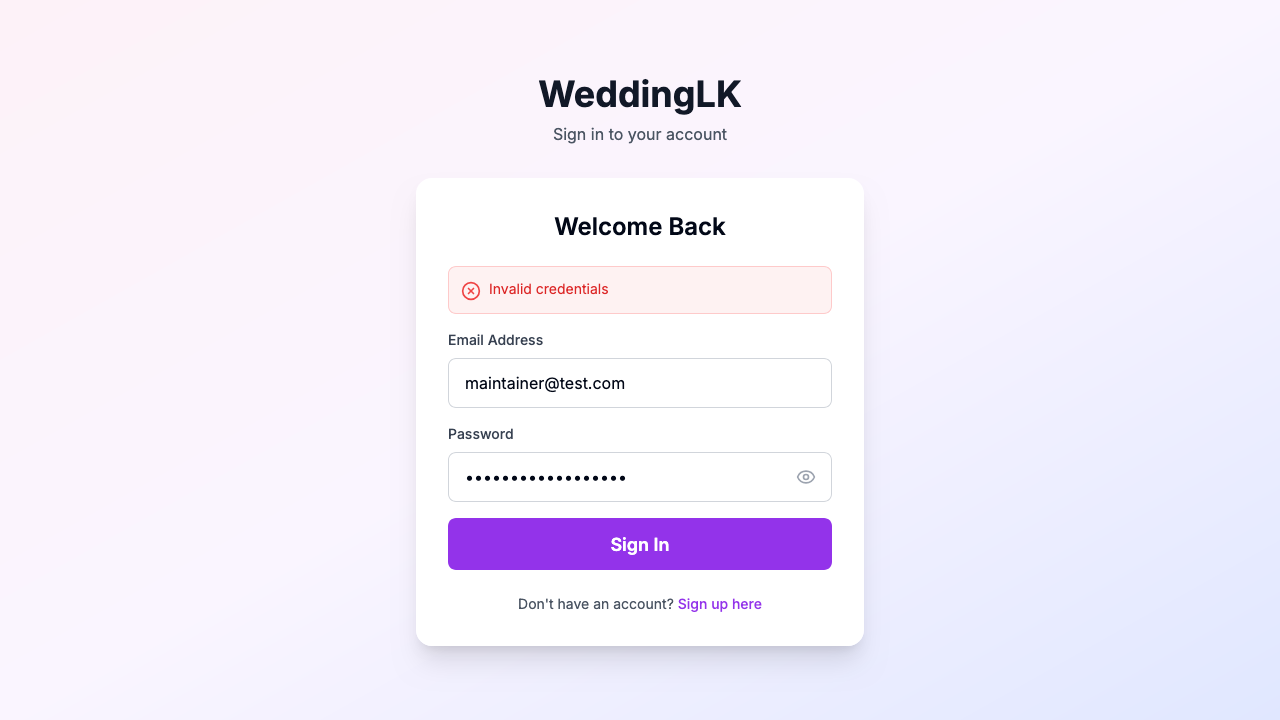 WeddingLK
Sign in to your account
Welcome Back
Invalid credentials
Email Address
maintainer@test.com
Password
••••••••••••••••••
Sign In
Don't have an account? Sign up here